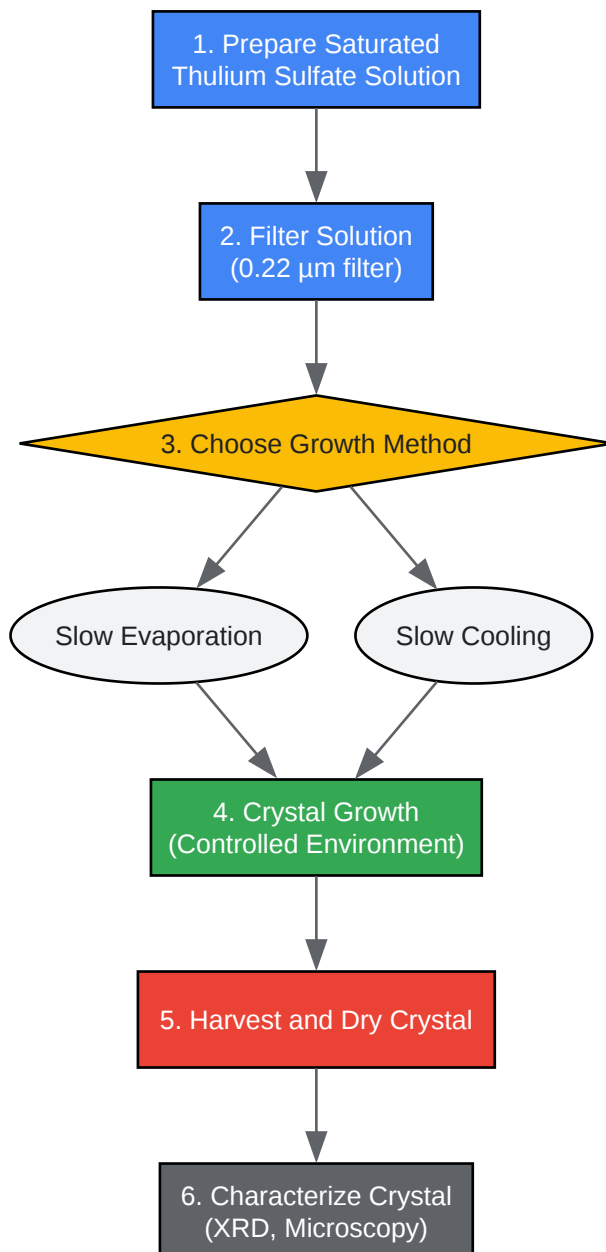 1. Prepare Saturated
Thulium Sulfate Solution
2. Filter Solution
(0.22 µm filter)
3. Choose Growth Method
Slow Evaporation
Slow Cooling
4. Crystal Growth
(Controlled Environment)
5. Harvest and Dry Crystal
6. Characterize Crystal
(XRD, Microscopy)